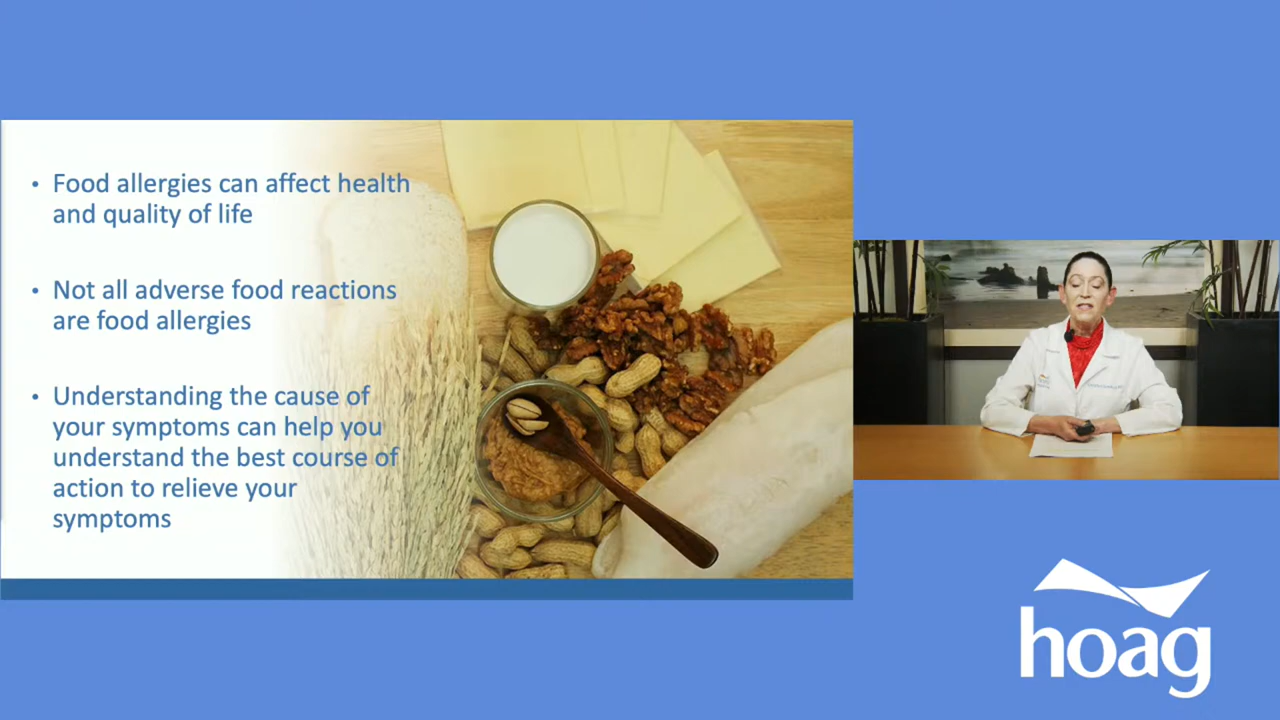 • Food allergies can affect health
and quality of life
• Not all adverse food reactions
are food allergies
• Understanding the cause of
your symptoms can help you
understand the best course of
action to relieve your
symptoms
hoag